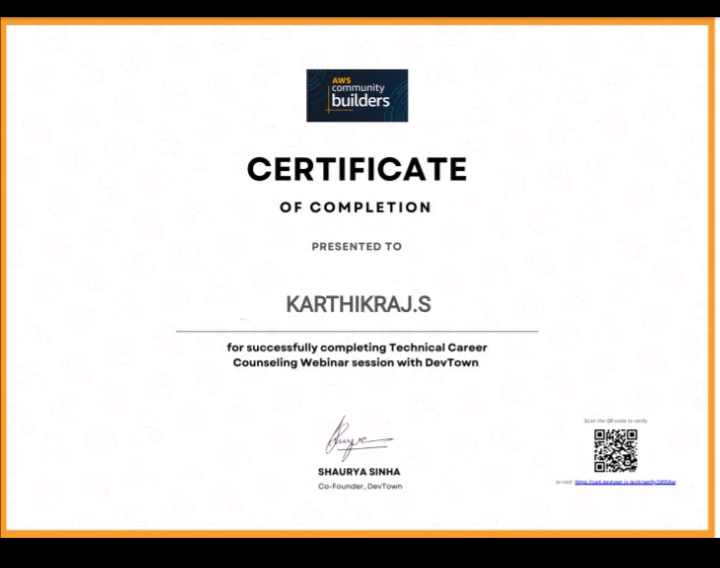 AWS
community
builders
CERTIFICATE
OF COMPLETION
PRESENTED TO
KARTHIKRAJ.S
for successfully completing Technical Career
Counseling Webinar session with DevTown
SHAURYA SINHA
Co-Founder, DevTown
Scan the QR code to verify
or visit